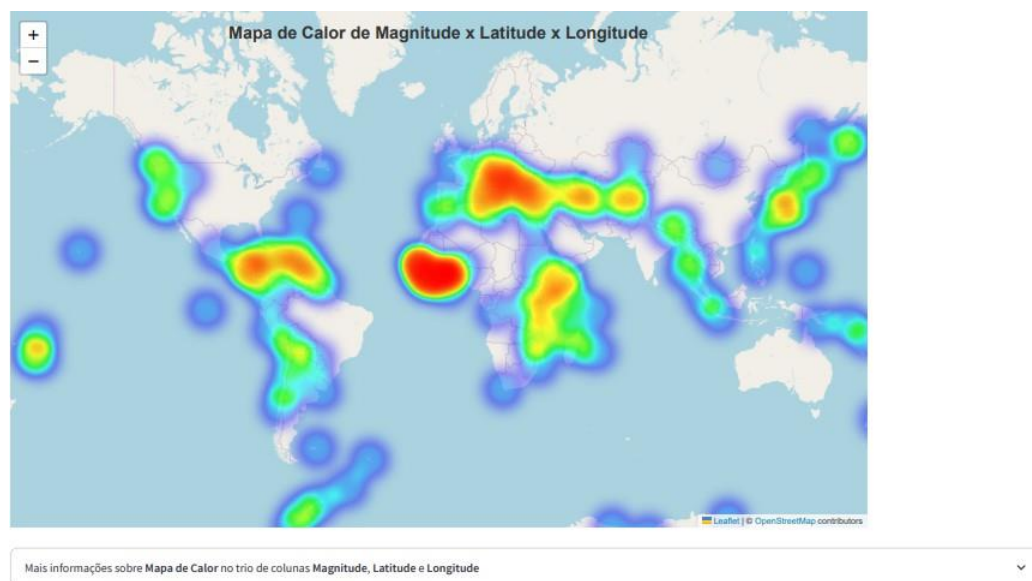 +
Mapa de Calor de Magnitude x Latitude x Longitude
−
Leaflet | © OpenStreetMap contributors
Mais informações sobre Mapa de Calor no trio de colunas Magnitude, Latitude e Longitude